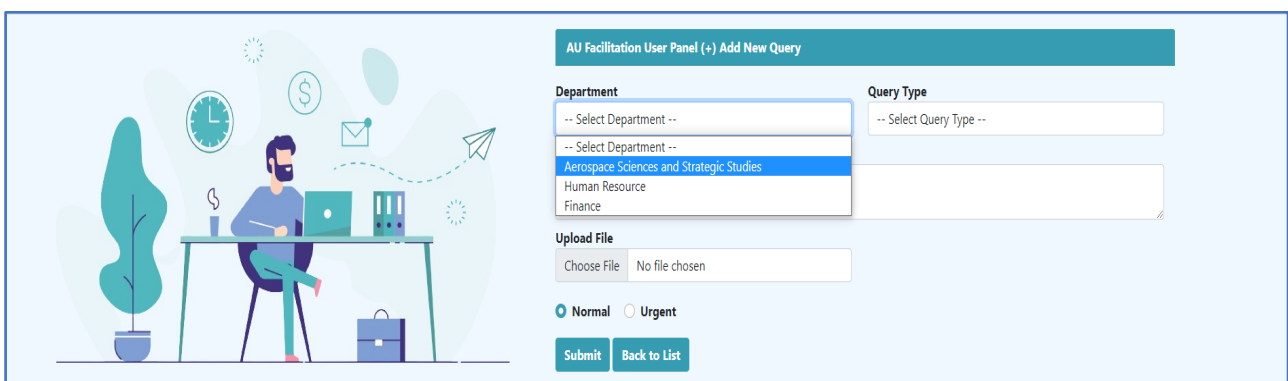 AU Facilitation User Panel (+) Add New Query
Department
Query Type
-- Select Department --
-- Select Query Type --
-- Select Department --
Aerospace Sciences and Strategic Studies
Human Resource
Finance
Upload File
Choose File No file chosen
Normal Urgent
Submit Back to List
$